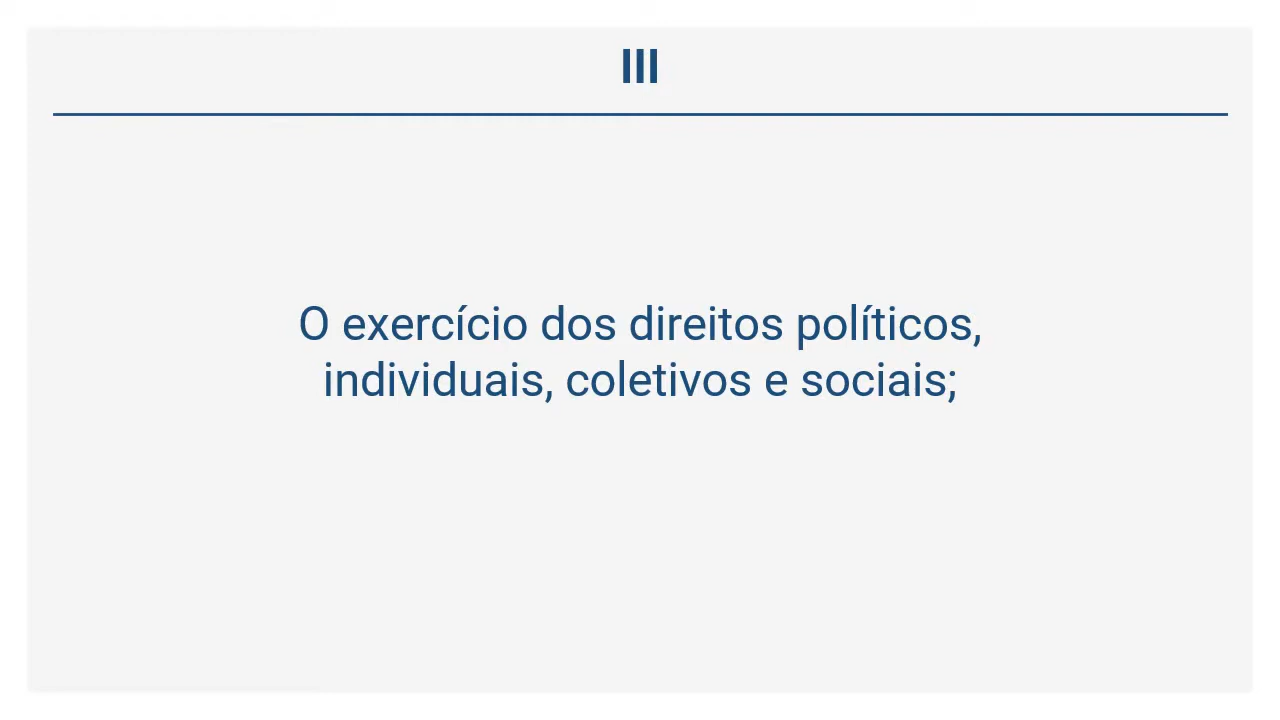 III
O exercício dos direitos políticos,
individuais, coletivos e sociais;